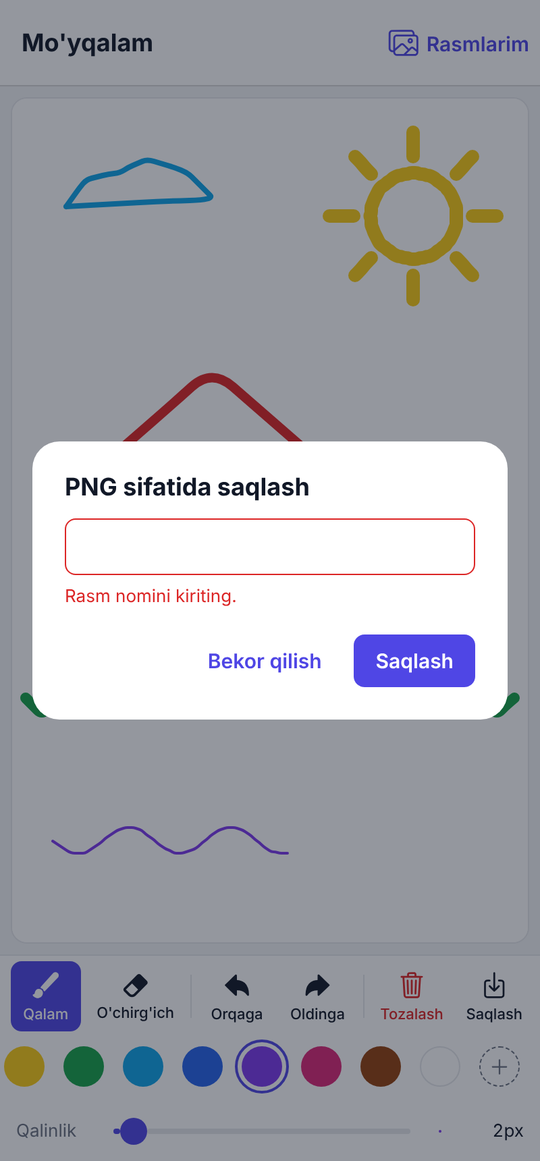 Mo'yqalam
Rasmlarim
PNG sifatida saqlash
Rasm nomini kiriting.
Bekor qilish
Saqlash
Qalam
O'chirg'ich
Orqaga
Oldinga
Tozalash
Saqlash
Qalinlik
2px